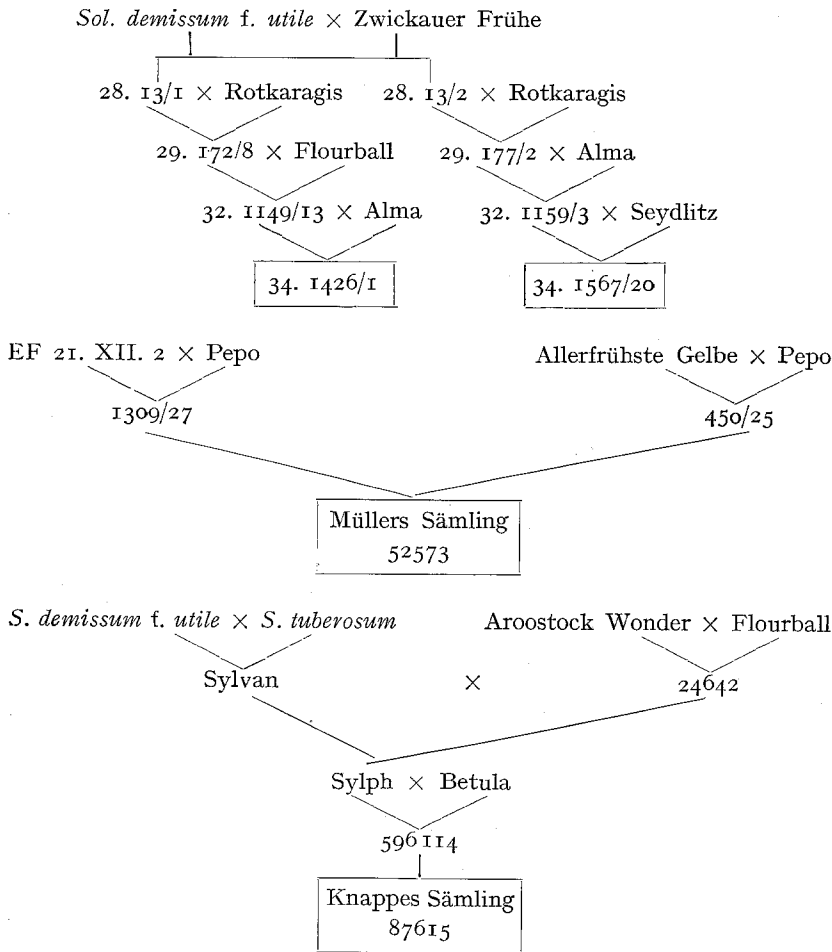 Sol. demissum f. utile × Zwickauer Frühe
28. 13/1 × Rotkaragis 28. 13/2 × Rotkaragis
29. 172/8 × Flourball 29. 177/2 × Alma
32. 1149/13 × Alma 32. 1159/3 × Seydlitz
34. 1426/1 34. 1567/20
EF 21. XII. 2 × Pepo Allerfrühste Gelbe × Pepo
1309/27 450/25
Müllers Sämling
52573
S. demissum f. utile × S. tuberosum Aroostock Wonder × Flourball
Sylvan × 24642
Sylph × Betula
596114
Knappes Sämling
87615